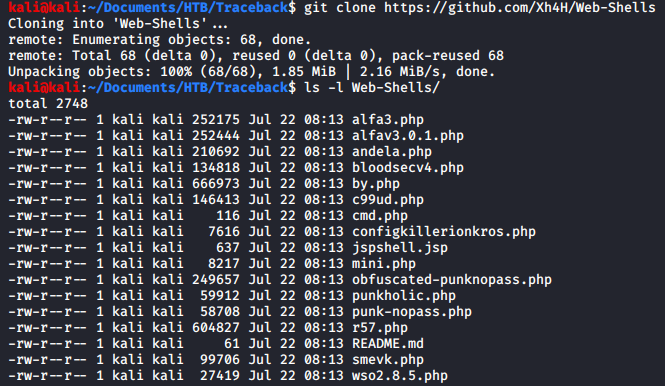 kali@kali:~/Documents/HTB/Traceback$ git clone https://github.com/Xh4H/Web-Shells
Cloning into 'Web-Shells'...
remote: Enumerating objects: 68, done.
remote: Total 68 (delta 0), reused 0 (delta 0), pack-reused 68
Unpacking objects: 100% (68/68), 1.85 MiB | 2.16 MiB/s, done.
kali@kali:~/Documents/HTB/Traceback$ ls -l Web-Shells/
total 2748
-rw-r--r-- 1 kali kali 252175 Jul 22 08:13 alfa3.php
-rw-r--r-- 1 kali kali 252444 Jul 22 08:13 alfav3.0.1.php
-rw-r--r-- 1 kali kali 210692 Jul 22 08:13 andela.php
-rw-r--r-- 1 kali kali 134818 Jul 22 08:13 bloodsecv4.php
-rw-r--r-- 1 kali kali 666973 Jul 22 08:13 by.php
-rw-r--r-- 1 kali kali 146413 Jul 22 08:13 c99ud.php
-rw-r--r-- 1 kali kali    116 Jul 22 08:13 cmd.php
-rw-r--r-- 1 kali kali   7616 Jul 22 08:13 configkillerionkros.php
-rw-r--r-- 1 kali kali    637 Jul 22 08:13 jspshell.jsp
-rw-r--r-- 1 kali kali   8217 Jul 22 08:13 mini.php
-rw-r--r-- 1 kali kali 249657 Jul 22 08:13 obfuscated-punknopass.php
-rw-r--r-- 1 kali kali  59912 Jul 22 08:13 punkholic.php
-rw-r--r-- 1 kali kali  58708 Jul 22 08:13 punk-nopass.php
-rw-r--r-- 1 kali kali 604827 Jul 22 08:13 r57.php
-rw-r--r-- 1 kali kali     61 Jul 22 08:13 README.md
-rw-r--r-- 1 kali kali  99706 Jul 22 08:13 smevk.php
-rw-r--r-- 1 kali kali  27419 Jul 22 08:13 wso2.8.5.php